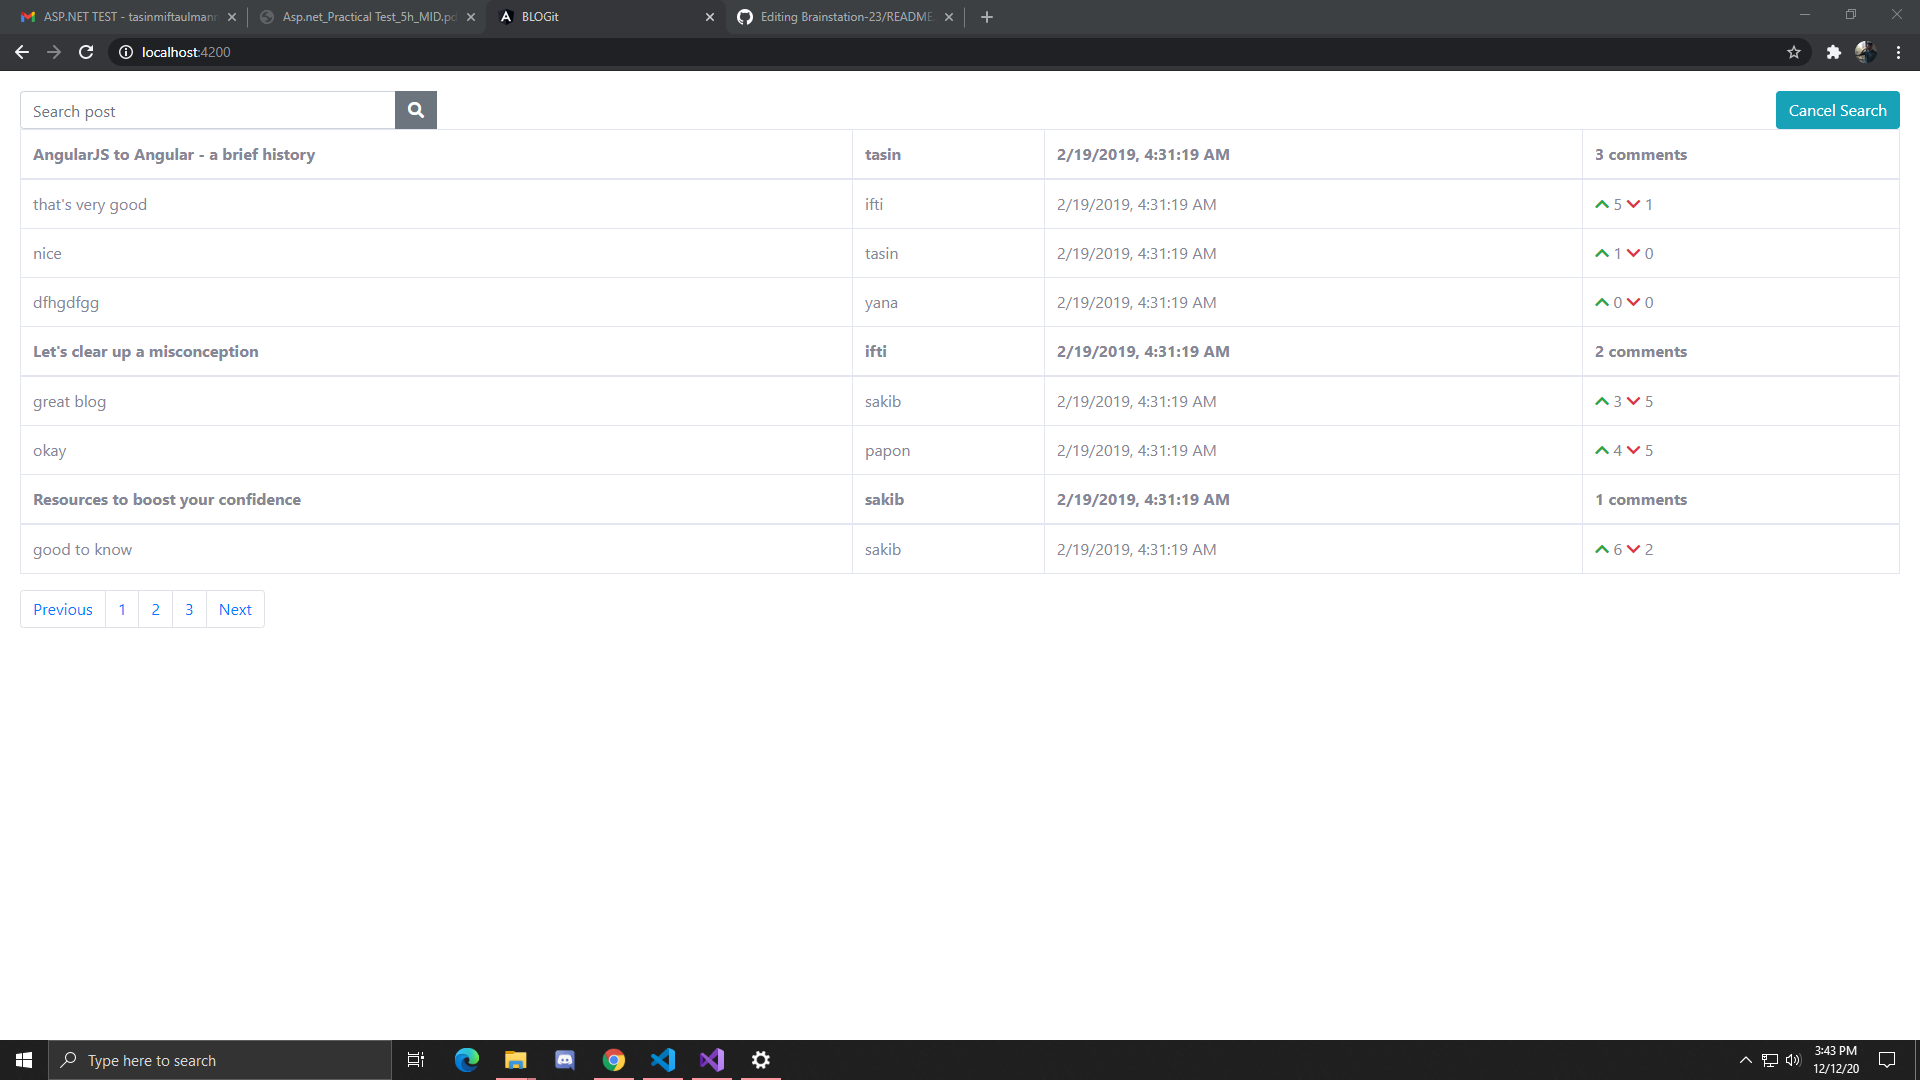 ASP.NET TEST - tasinmiftaulmann
Asp.net_Practical Test_5h_MID.pd
BLOGit
Editing Brainstation-23/README
localhost:4200
Search post
Cancel Search
AngularJS to Angular - a brief history tasin 2/19/2019, 4:31:19 AM 3 comments
that's very good ifti 2/19/2019, 4:31:19 AM 5 1
nice tasin 2/19/2019, 4:31:19 AM 1 0
dfhgdfgg yana 2/19/2019, 4:31:19 AM 0 0
Let's clear up a misconception ifti 2/19/2019, 4:31:19 AM 2 comments
great blog sakib 2/19/2019, 4:31:19 AM 3 5
okay papon 2/19/2019, 4:31:19 AM 4 5
Resources to boost your confidence sakib 2/19/2019, 4:31:19 AM 1 comments
good to know sakib 2/19/2019, 4:31:19 AM 6 2
Previous 1 2 3 Next
Type here to search
3:43 PM
12/12/20